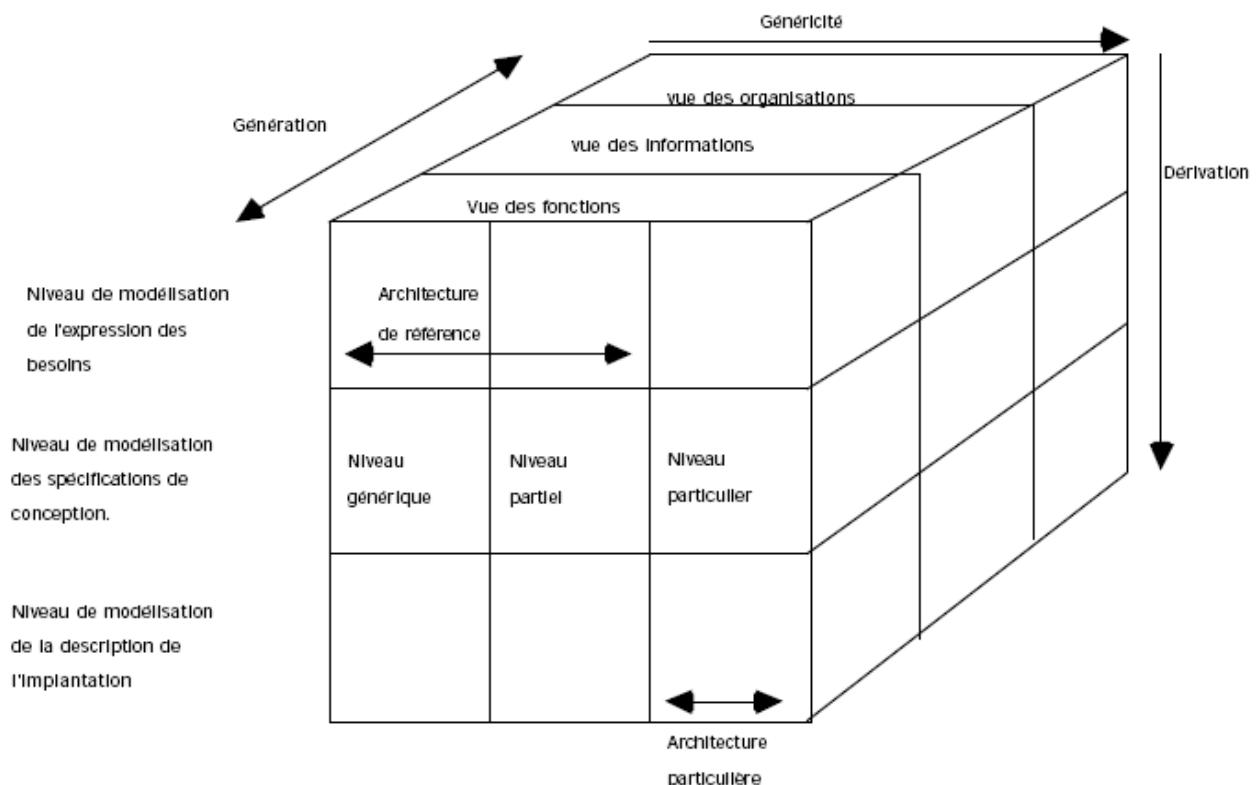 Généricité
vue des organisations
Génération
vue des informations
Dérivation
Vue des fonctions
Niveau de modélisation
de l'expression des
besoins
Architecture
de référence
Niveau de modélisation
des spécifications de
conception.
Niveau
générique
Niveau
partiel
Niveau
particulier
Niveau de modélisation
de la description de
l'implantation
Architecture
particulière